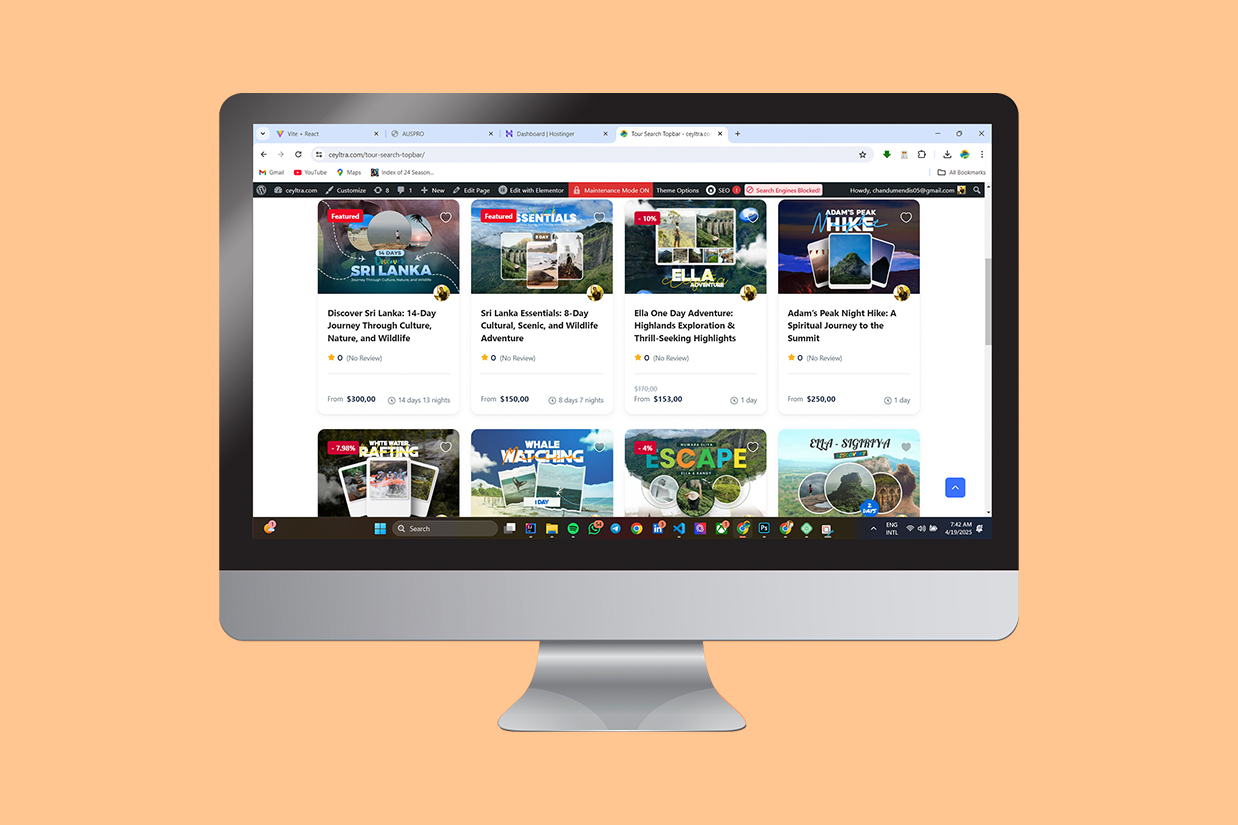 Vite + React
AUSPRO
Dashboard | Hostinger
Tour Search Topbar - ceyltra.co
ceyltra.com/tour-search-topbar/
Gmail
YouTube
Maps
Index of 24 Season...
All Bookmarks
ceyltra.com
Customize
8
1
New
Edit Page
Edit with Elementor
Maintenance Mode ON
Theme Options
SEO
1
Search Engines Blocked!
Howdy, chandumendis05@gmail.com
Featured
14 DAYS
Discover
SRI LANKA
Journey Through Culture, Nature, and Wildlife
Discover Sri Lanka: 14-Day
Journey Through Culture,
Nature, and Wildlife
0 (No Review)
From $300,00
14 days 13 nights
Featured
ESSENTIALS
8 DAY
Sri Lanka Essentials: 8-Day
Cultural, Scenic, and Wildlife
Adventure
0 (No Review)
From $150,00
8 days 7 nights
- 10%
ELLA
ADVENTURE
Ella One Day Adventure:
Highlands Exploration &
Thrill-Seeking Highlights
0 (No Review)
$170,00
From $153,00
1 day
ADAM'S PEAK
HIKE
Adam's Peak Night Hike: A
Spiritual Journey to the
Summit
0 (No Review)
From $250,00
1 day
- 7.98%
WHITE WATER
RAFTING
WHALE
WATCHING
1 DAY
- 4%
NUWARA ELIYA
ESCAPE
ELLA & KANDY
ELLA - SIGIRIYA
DISCOVERY
2
DAYS
Search
ENG
INTL
7:42 AM
4/19/2025